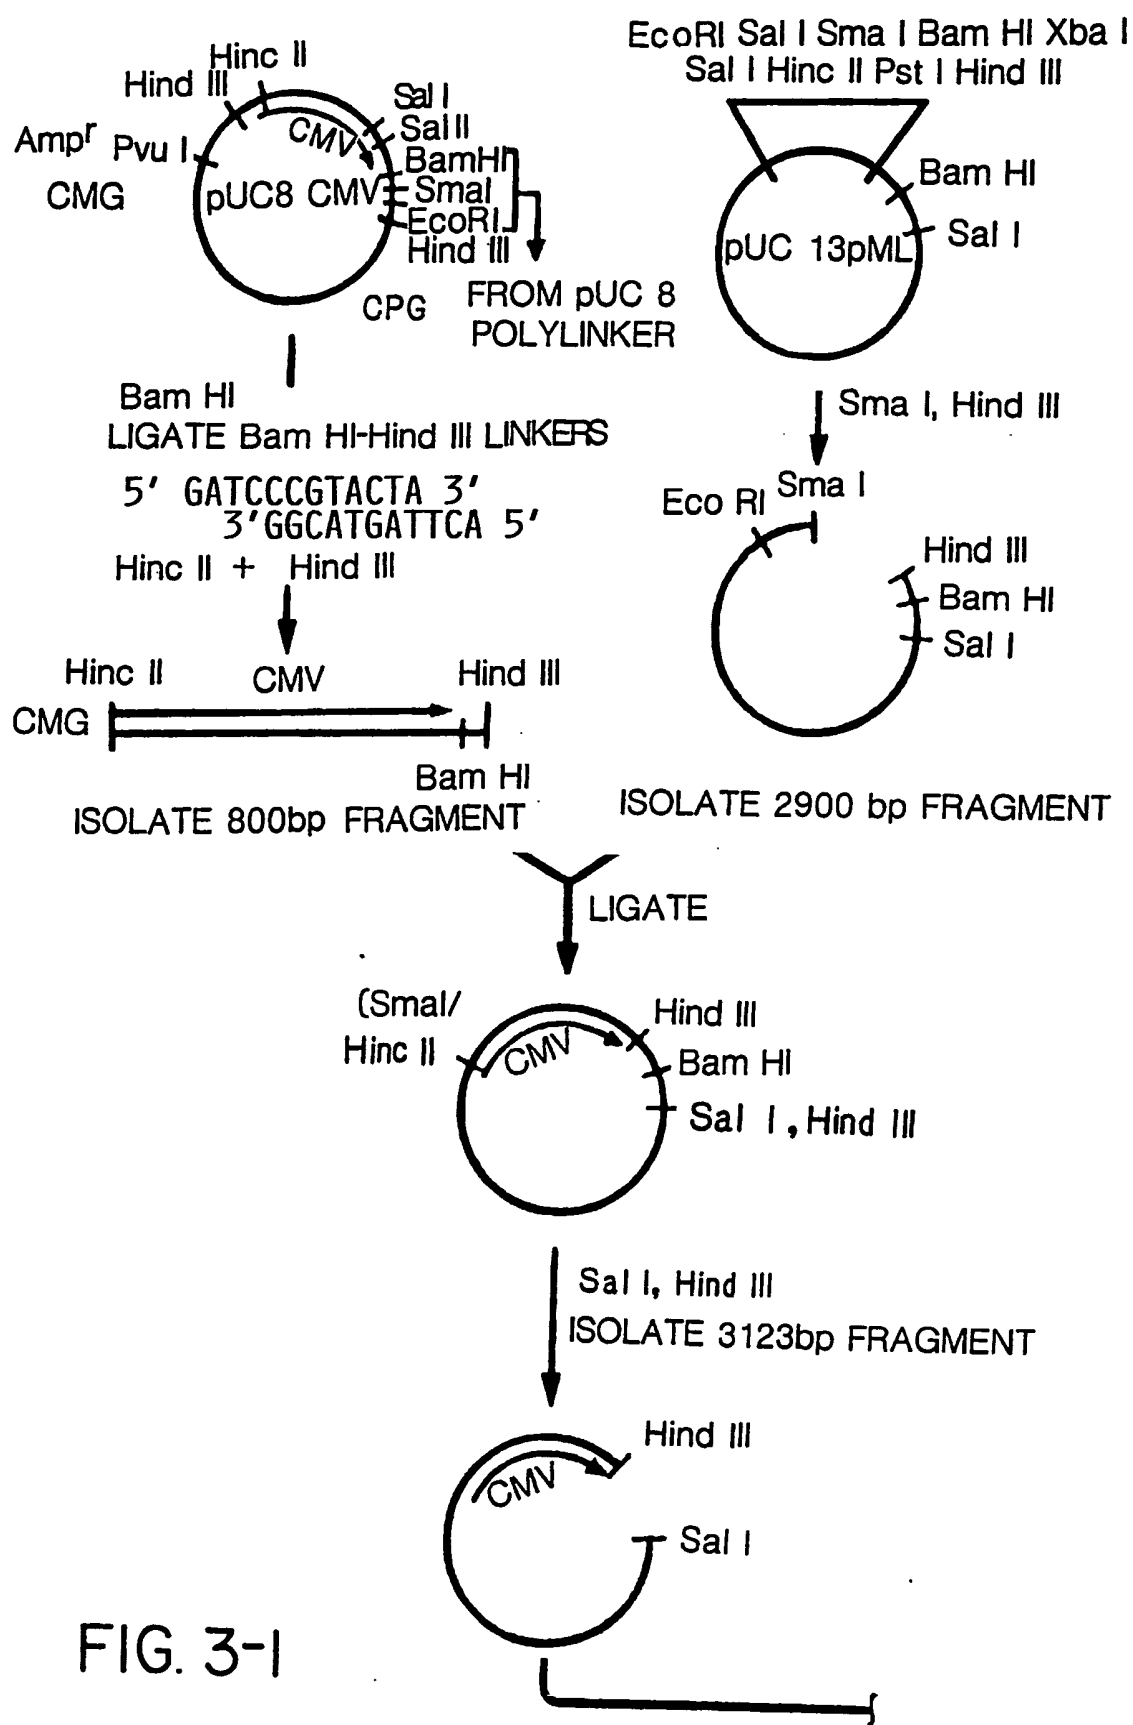 Hinc II
Hind III
Sal I
Sal II
Ampr
Pvu I
CMV
BamHI
CMG
pUC8 CMV
SmaI
EcoRI
Hind III
CPG
FROM pUC 8
POLYLINKER
EcoRI Sal I Sma I Bam HI Xba I
Sal I Hinc II Pst I Hind III
Bam HI
Sal I
pUC 13pML
Bam HI
LIGATE Bam HI-Hind III LINKERS
5' GATCCCGTACTA 3'
3'GGCATGATTCA 5'
Hinc II + Hind III
Sma I, Hind III
Eco RI
Sma I
Hind III
Bam HI
Sal I
Hinc II
CMV
Hind III
CMG
Bam HI
ISOLATE 800bp FRAGMENT
ISOLATE 2900 bp FRAGMENT
LIGATE
(SmaI/
Hinc II
CMV
Hind III
Bam HI
Sal I, Hind III
Sal I, Hind III
ISOLATE 3123bp FRAGMENT
Hind III
CMV
Sal I
FIG. 3-1